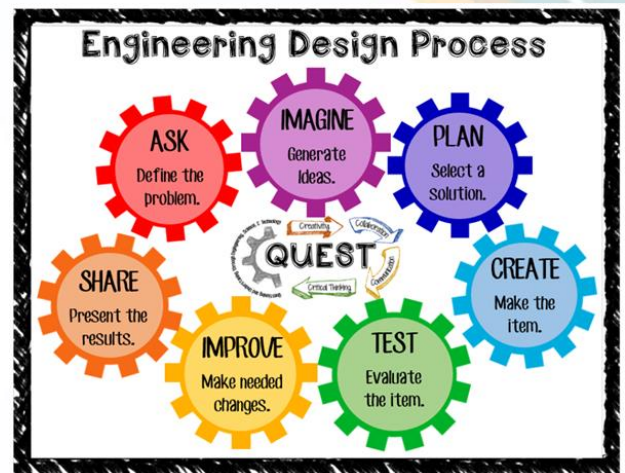 Engineering Design Process
ASK
Define the
problem.
IMAGINE
Generate
Ideas.
PLAN
Select a
solution.
CREATE
Make the
item.
TEST
Evaluate
the item.
IMPROVE
Make needed
changes.
SHARE
Present the
results.
QUEST
Creativity
Collaboration
Communication
Critical Thinking